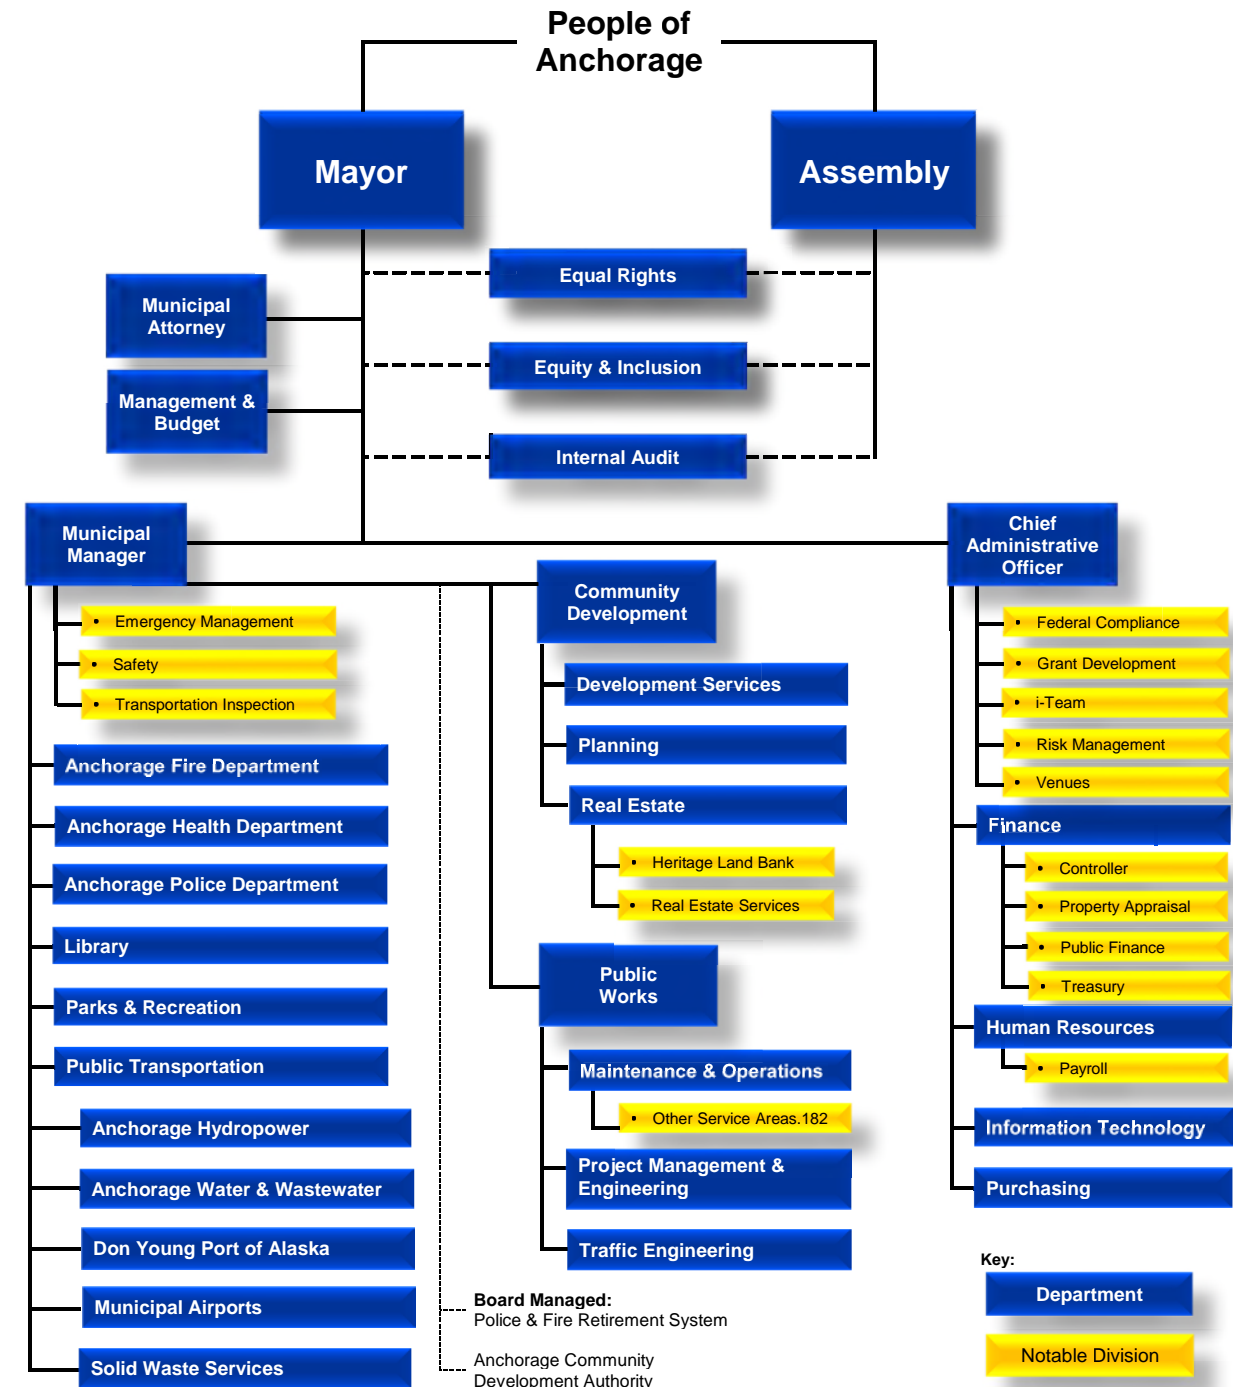 People of
Anchorage
Mayor
Assembly
Equal Rights
Municipal
Attorney
Equity & Inclusion
Management &
Budget
Internal Audit
Municipal
Manager
Chief
Administrative
Officer
• Emergency Management
• Safety
• Transportation Inspection
Anchorage Fire Department
Anchorage Health Department
Anchorage Police Department
Library
Parks & Recreation
Public Transportation
Anchorage Hydropower
Anchorage Water & Wastewater
Don Young Port of Alaska
Municipal Airports
Solid Waste Services
Community
Development
Development Services
Planning
Real Estate
• Heritage Land Bank
• Real Estate Services
Public
Works
Maintenance & Operations
• Other Service Areas.182
Project Management &
Engineering
Traffic Engineering
Board Managed:
Police & Fire Retirement System
Anchorage Community
Development Authority
• Federal Compliance
• Grant Development
• i-Team
• Risk Management
• Venues
Finance
• Controller
• Property Appraisal
• Public Finance
• Treasury
Human Resources
• Payroll
Information Technology
Purchasing
Key:
Department
Notable Division